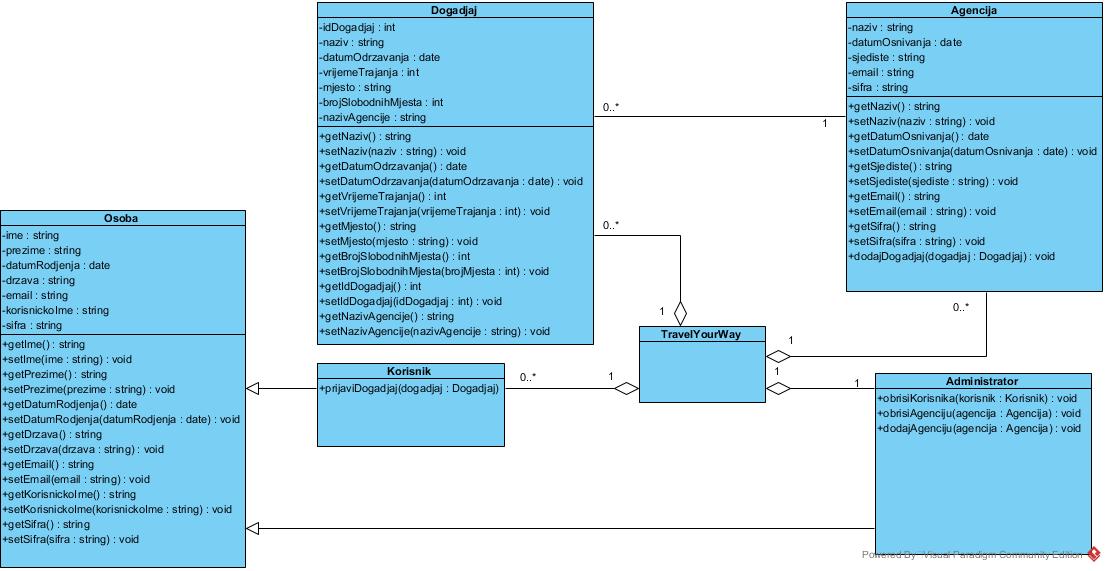 Dogadjaj
-idDogadjaj : int
-naziv : string
-datumOdrzavanja : date
-vrijemeTrajanja : int
-mjesto : string
-brojSlobodnihMjesta : int
-nazivAgencije : string
+getNaziv() : string
+setNaziv(naziv : string) : void
+getDatumOdrzavanja() : date
+setDatumOdrzavanja(datumOdrzavanja : date) : void
+getVrijemeTrajanja() : int
+setVrijemeTrajanja(vrijemeTrajanja : int) : void
+getMjesto() : string
+setMjesto(mjesto : string) : void
+getBrojSlobodnihMjesta() : int
+setBrojSlobodnihMjesta(brojMjesta : int) : void
+getIdDogadjaj() : int
+setIdDogadjaj(idDogadjaj : int) : void
+getNazivAgencije() : string
+setNazivAgencije(nazivAgencije : string) : void
Agencija
-naziv : string
-datumOsnivanja : date
-sjediste : string
-email : string
-sifra : string
+getNaziv() : string
+setNaziv(naziv : string) : void
+getDatumOsnivanja() : date
+setDatumOsnivanja(datumOsnivanja : date) : void
+getSjediste() : string
+setSjediste(sjediste : string) : void
+getEmail() : string
+setEmail(email : string) : void
+getSifra() : string
+setSifra(sifra : string) : void
+dodajDogadjaj(dogadjaj : Dogadjaj) : void
0..*
1
0..*
1
0..*
1
Osoba
-ime : string
-prezime : string
-datumRodjenja : date
-drzava : string
-email : string
-korisnickoIme : string
-sifra : string
+getIme() : string
+setIme(ime : string) : void
+getPrezime() : string
+setPrezime(prezime : string) : void
+getDatumRodjenja() : date
+setDatumRodjenja(datumRodjenja : date) : void
+getDrzava() : string
+setDrzava(drzava : string) : void
+getEmail() : string
+setEmail(email : string) : void
+getKorisnickoIme() : string
+setKorisnickoIme(korisnickoIme : string) : void
+getSifra() : string
+setSifra(sifra : string) : void
Korisnik
+prijaviDogadjaj(dogadjaj : Dogadjaj)
0..*
1
TravelYourWay
1
1
Administrator
+obrisiKorisnika(korisnik : Korisnik) : void
+obrisiAgenciju(agencija : Agencija) : void
+dodajAgenciju(agencija : Agencija) : void
Powered By Visual Paradigm Community Edition